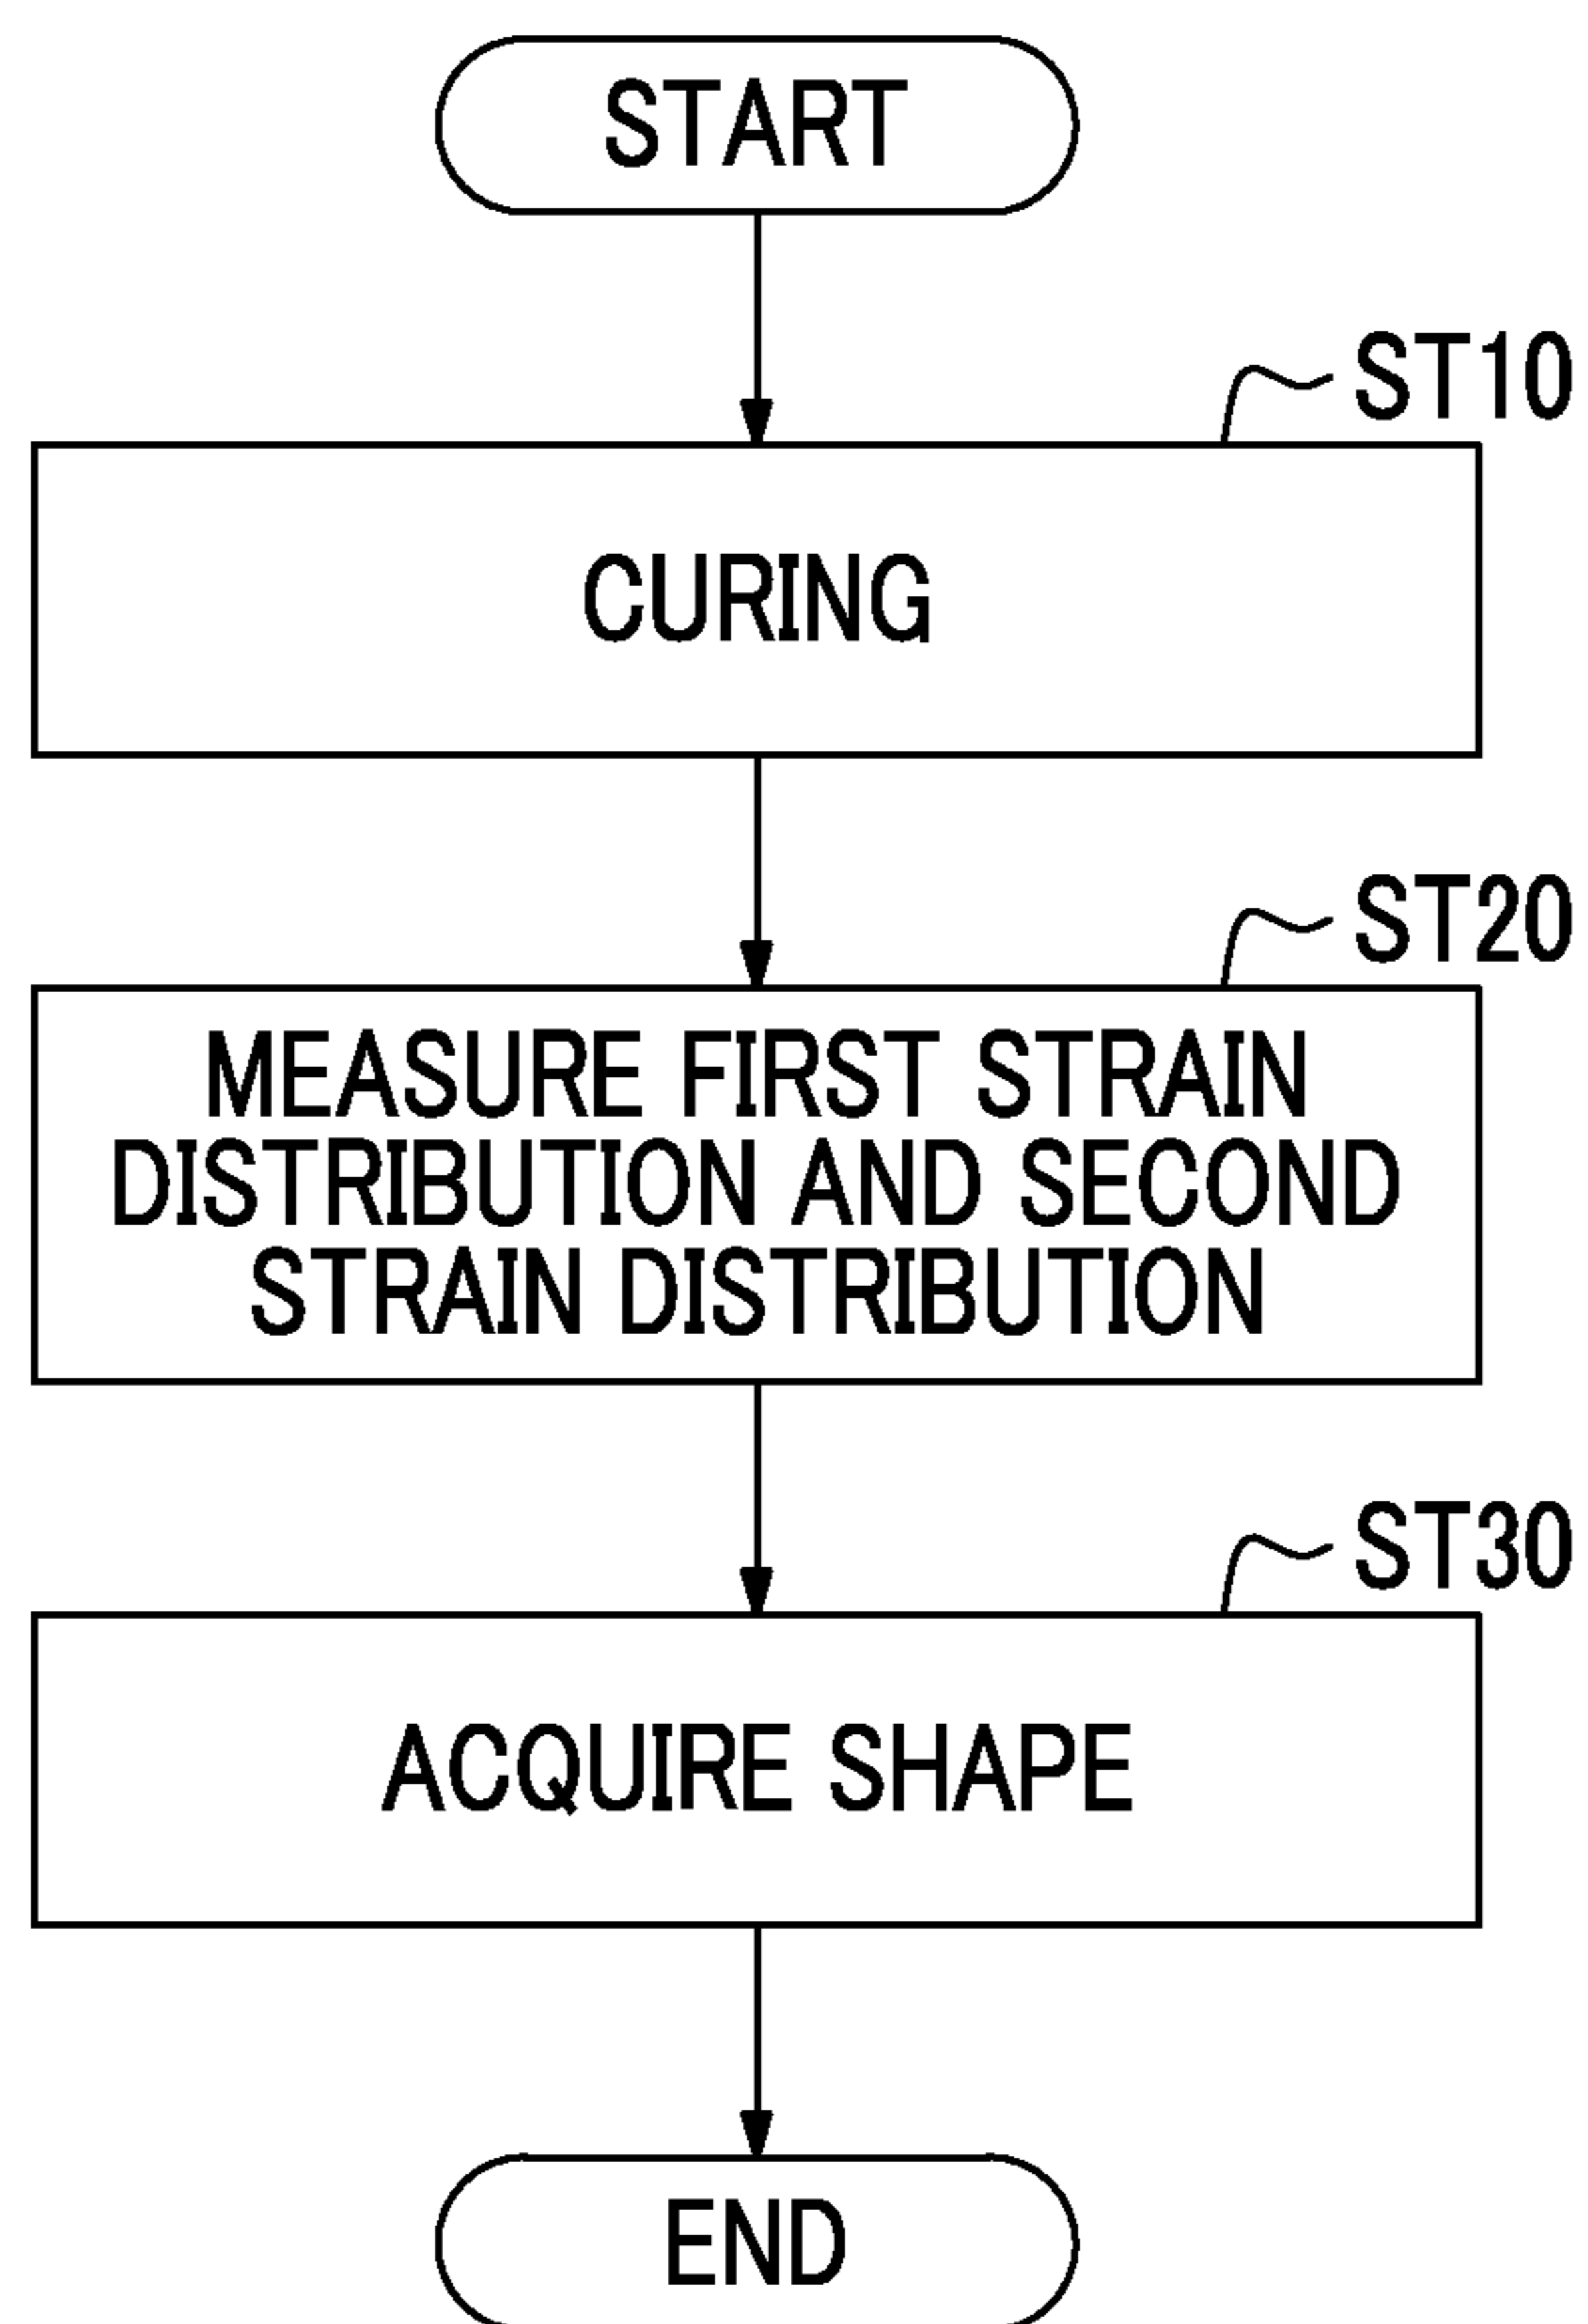 START
ST10
CURING
ST20
MEASURE FIRST STRAIN
DISTRIBUTION AND SECOND
STRAIN DISTRIBUTION
ST30
ACQUIRE SHAPE
END